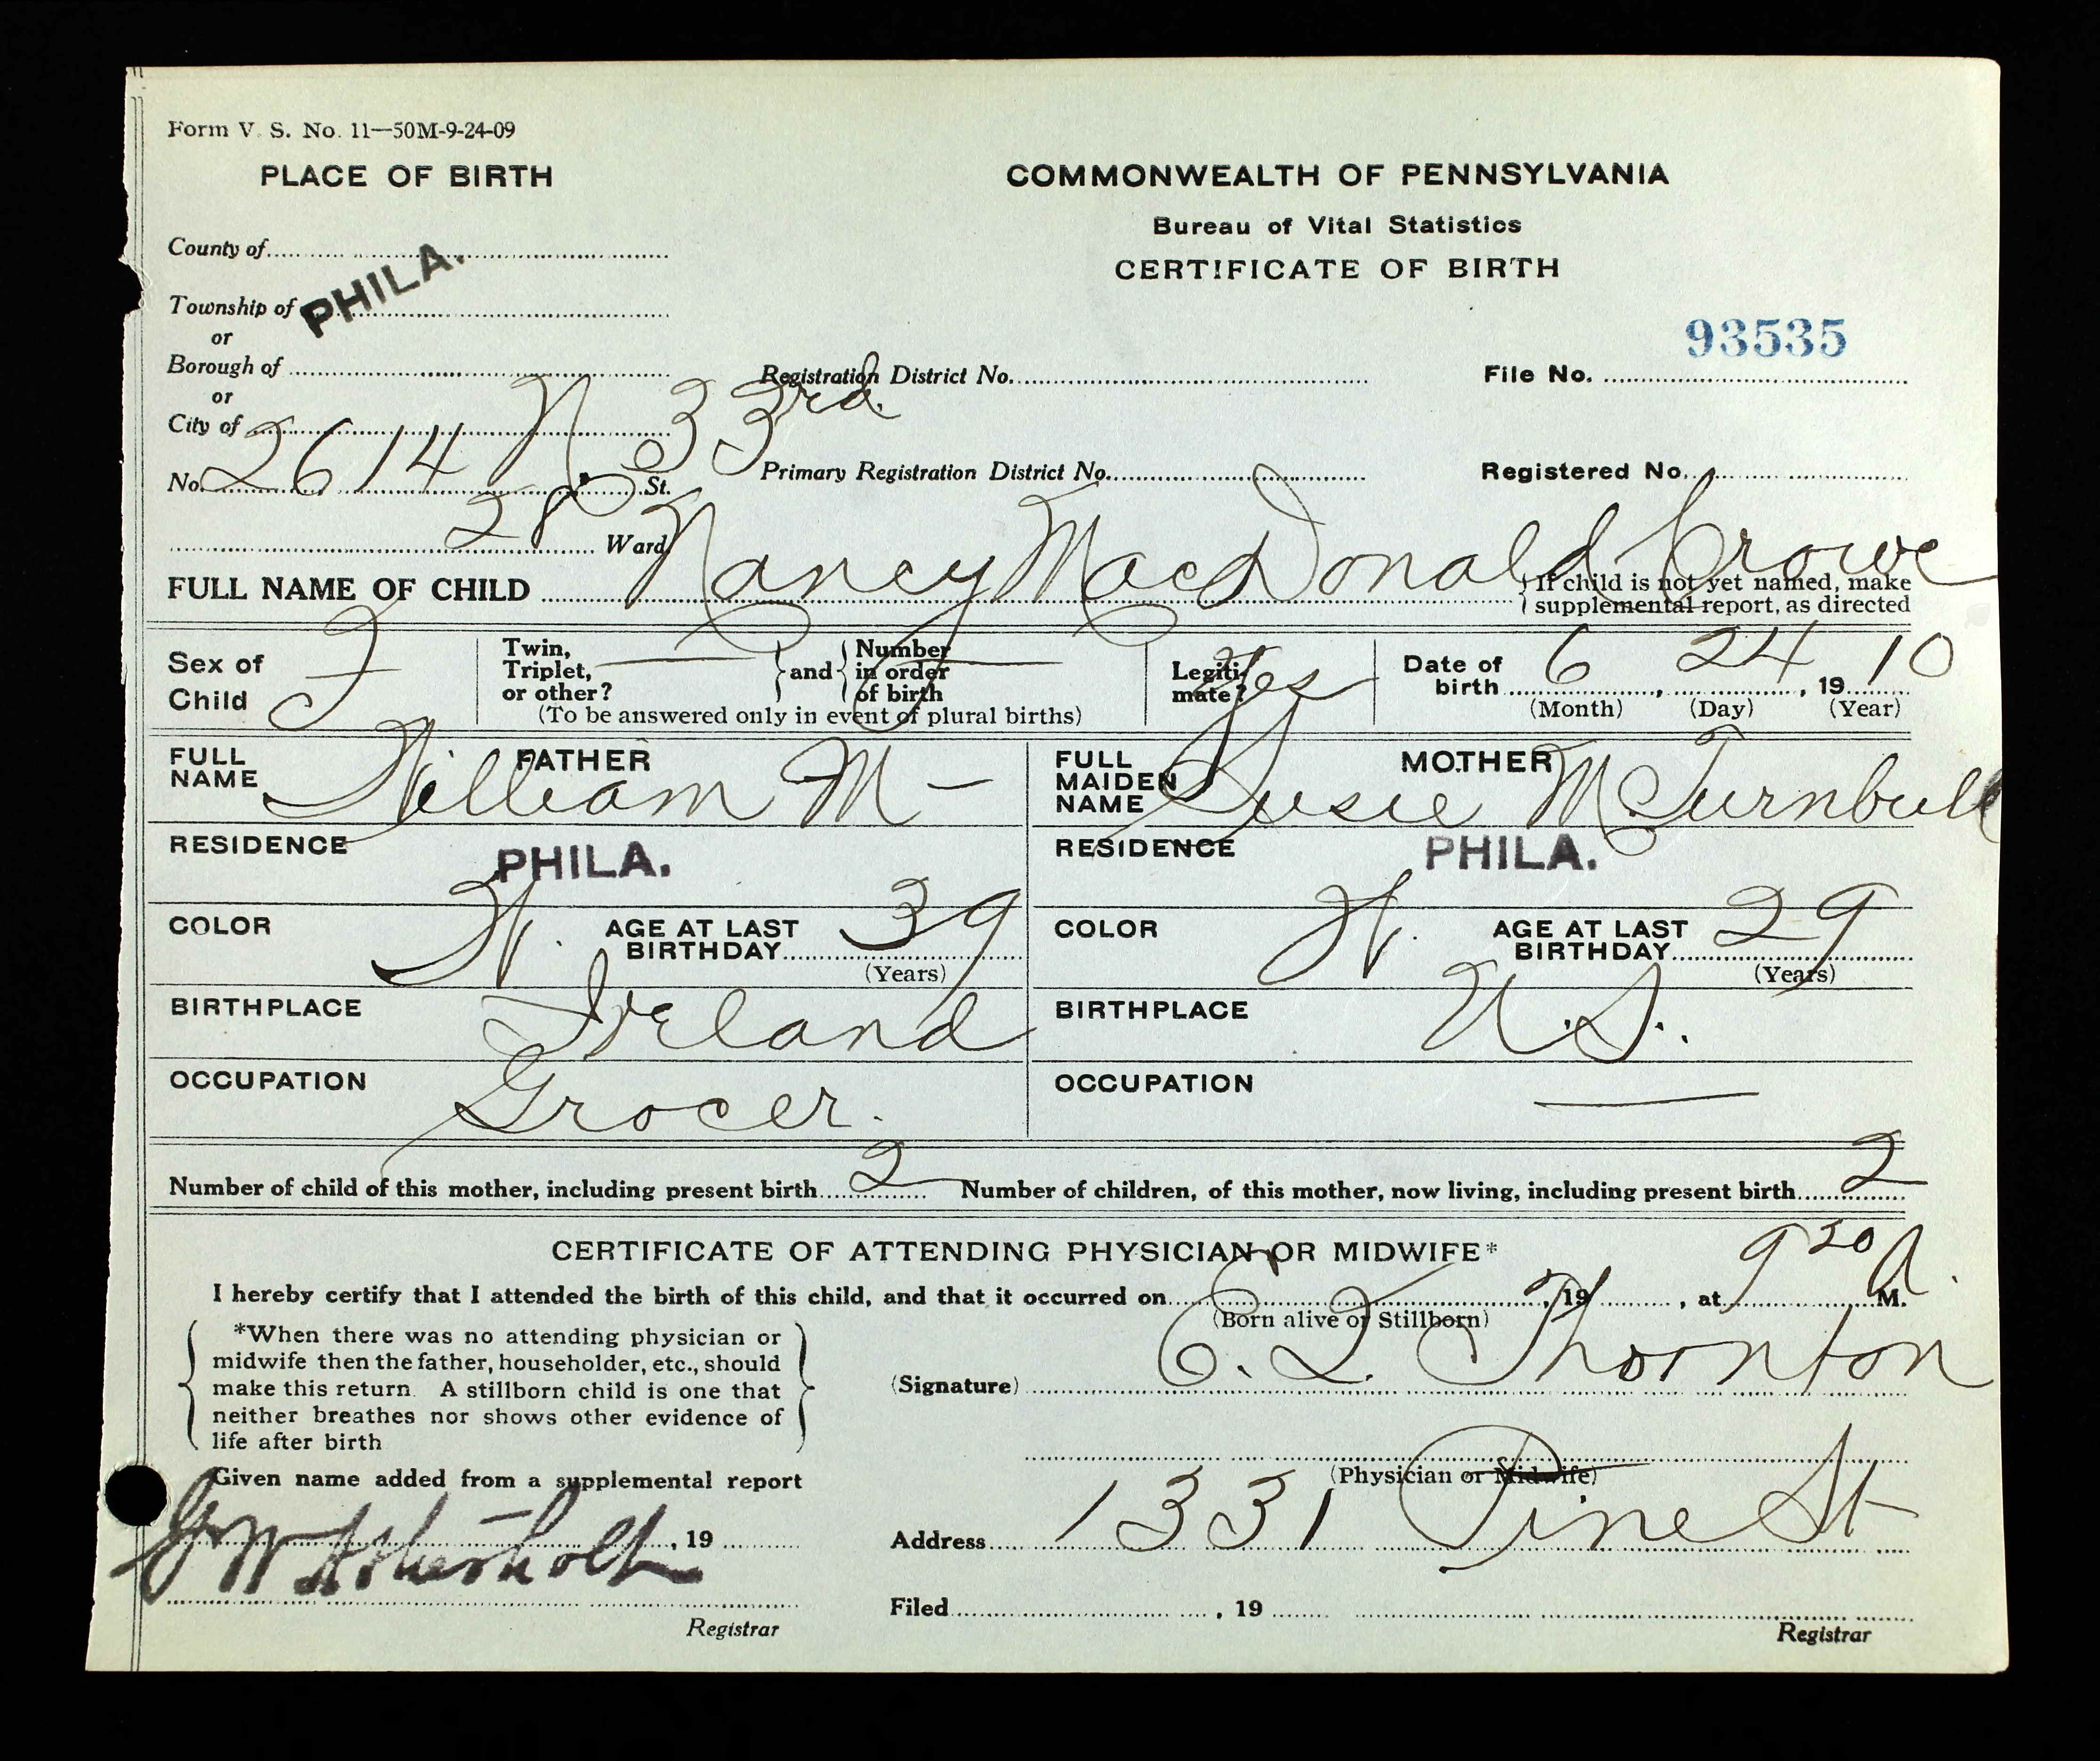 Form V. S. No. 11—50M-9-24-09
PLACE OF BIRTH
COMMONWEALTH OF PENNSYLVANIA
Bureau of Vital Statistics
CERTIFICATE OF BIRTH
County of
PHILA.
Township of
or
Borough of
or
City of
No. 2614 N. 33rd St.
28 Ward
Registration District No.
File No. 93535
Primary Registration District No.
Registered No.
FULL NAME OF CHILD Nancy MacDonald Crowe
If child is not yet named, make
supplemental report, as directed
Sex of Child F
Twin, Triplet, or other? — and Number in order of birth —
(To be answered only in event of plural births)
Legitimate? Yes
Date of birth 6, 24, 1910
(Month) (Day) (Year)
FATHER
FULL NAME William M —
RESIDENCE PHILA.
COLOR W. AGE AT LAST BIRTHDAY 39
(Years)
BIRTHPLACE Ireland
OCCUPATION Grocer.
MOTHER
FULL MAIDEN NAME Susie M Turnbull
RESIDENCE PHILA.
COLOR W. AGE AT LAST BIRTHDAY 29
(Years)
BIRTHPLACE U.S.
OCCUPATION —
Number of child of this mother, including present birth 2 Number of children, of this mother, now living, including present birth 2
CERTIFICATE OF ATTENDING PHYSICIAN OR MIDWIFE*
I hereby certify that I attended the birth of this child, and that it occurred on , 19 , at 9 30 A. M.
(Born alive or Stillborn)
*When there was no attending physician or
midwife then the father, householder, etc., should
make this return. A stillborn child is one that
neither breathes nor shows other evidence of
life after birth
(Signature) E. Q. Thornton
(Physician or Midwife)
Given name added from a supplemental report
, 19
Registrar
Address 1331 Pine St
Filed , 19
Registrar